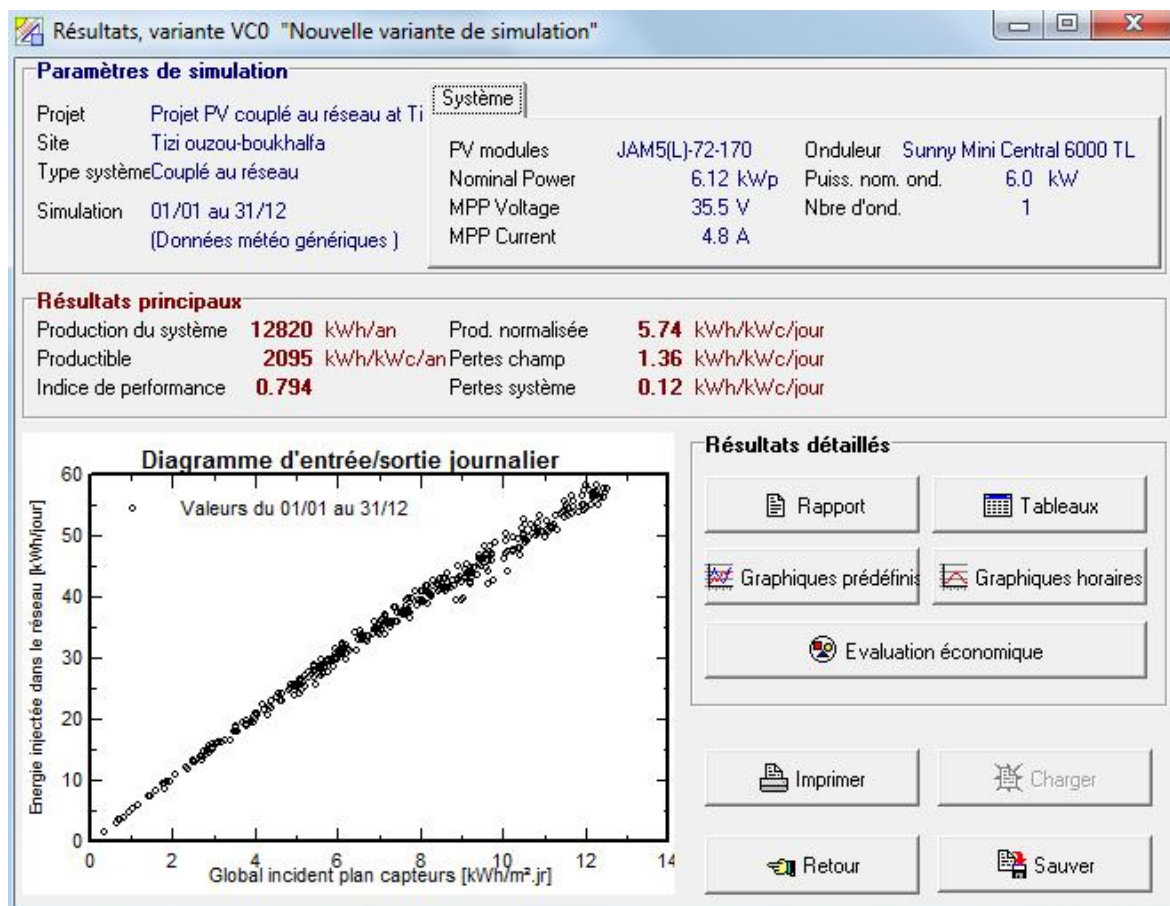 Résultats, variante VC0 "Nouvelle variante de simulation"
Paramètres de simulation
Projet Projet PV couplé au réseau at Ti
Site Tizi ouzou-boukhalfa
Type système Couplé au réseau
Simulation 01/01 au 31/12
(Données météo génériques )
Système
PV modules JAM5(L)-72-170 Onduleur Sunny Mini Central 6000 TL
Nominal Power 6.12 kWp Puiss. nom. ond. 6.0 kW
MPP Voltage 35.5 V Nbre d'ond. 1
MPP Current 4.8 A
Résultats principaux
Production du système 12820 kWh/an Prod. normalisée 5.74 kWh/kWc/jour
Productible 2095 kWh/kWc/an Pertes champ 1.36 kWh/kWc/jour
Indice de performance 0.794 Pertes système 0.12 kWh/kWc/jour
Diagramme d'entrée/sortie journalier
Valeurs du 01/01 au 31/12
Energie injectée dans le réseau [kWh/jour]
60
50
40
30
20
10
0
0 2 4 6 8 10 12 14
Global incident plan capteurs [kWh/m².jr]
Résultats détaillés
Rapport Tableaux
Graphiques prédéfinis Graphiques horaires
Evaluation économique
Imprimer Charger
Retour Sauver